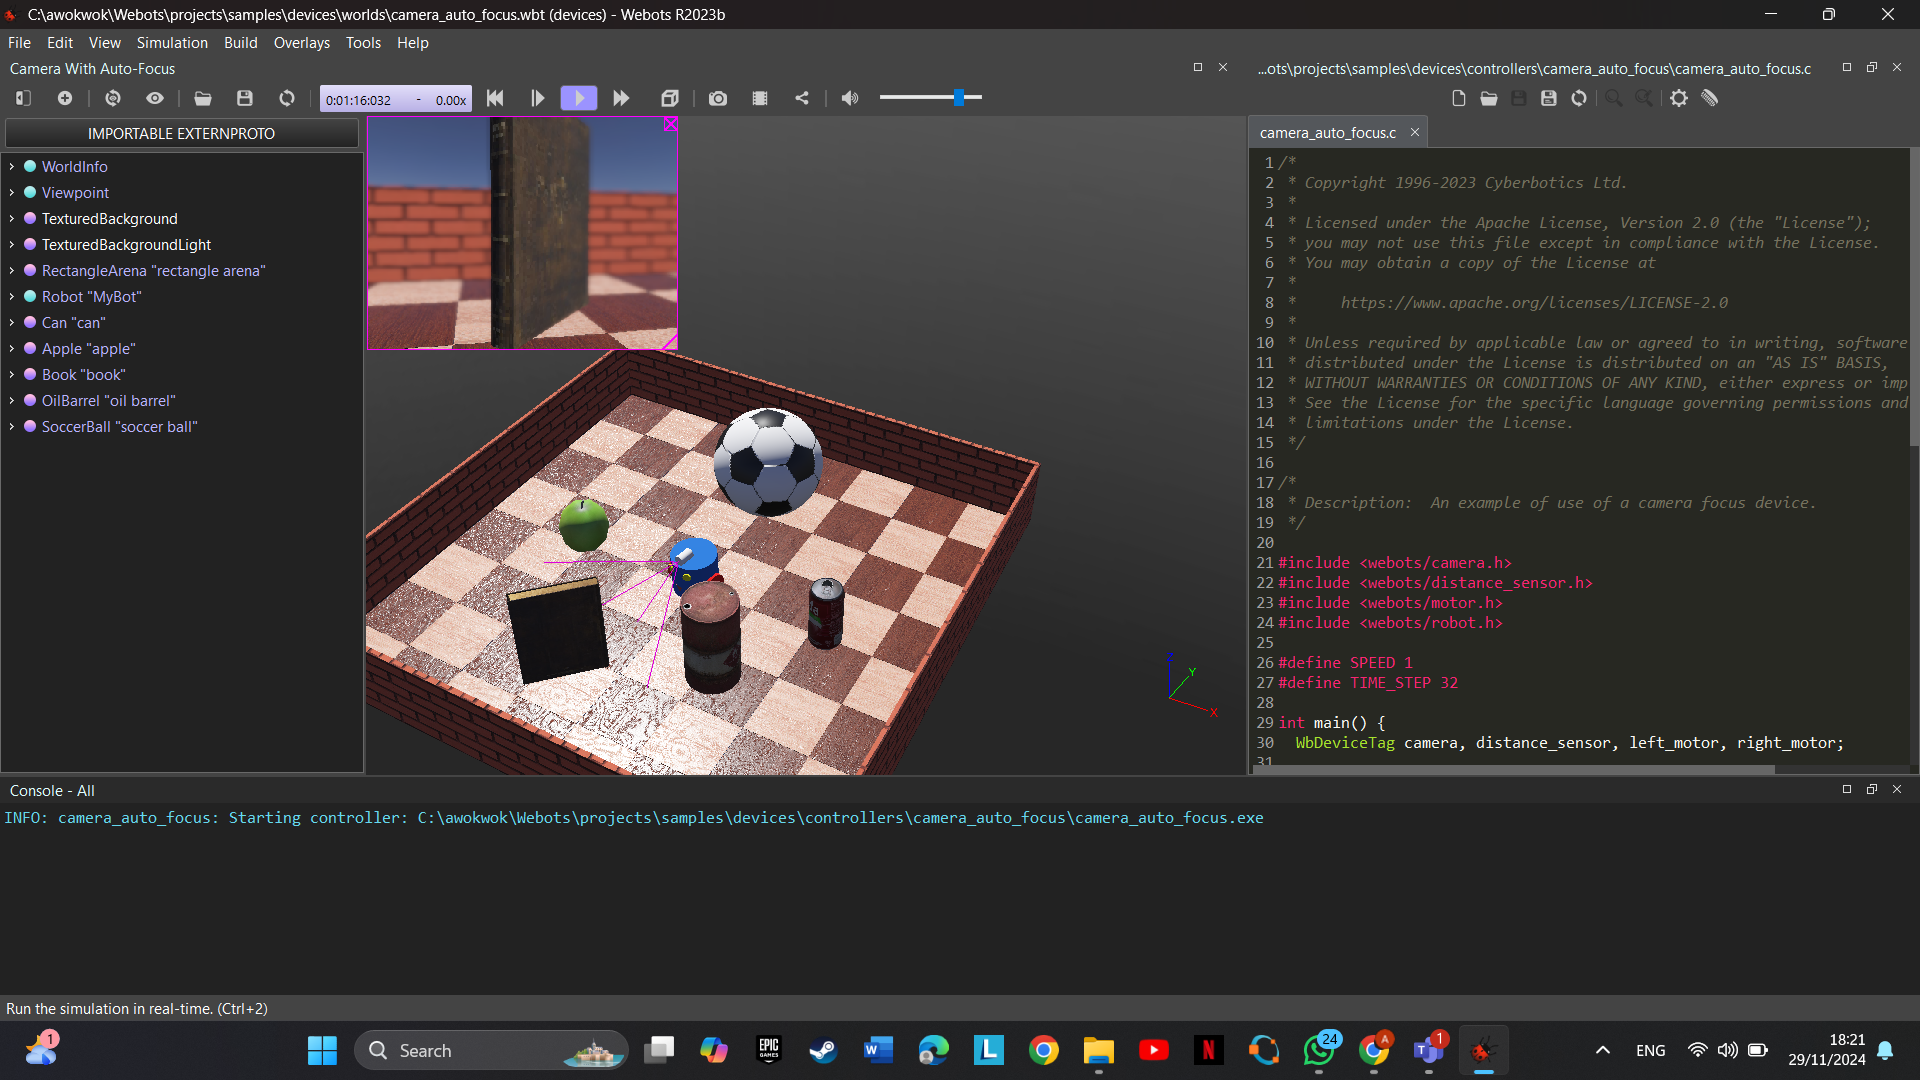 C:\awokwok\Webots\projects\samples\devices\worlds\camera_auto_focus.wbt (devices) - Webots R2023b
File Edit View Simulation Build Overlays Tools Help
Camera With Auto-Focus
...ots\projects\samples\devices\controllers\camera_auto_focus\camera_auto_focus.c
0:01:16:032 - 0.00x
IMPORTABLE EXTERNPROTO
WorldInfo
Viewpoint
TexturedBackground
TexturedBackgroundLight
RectangleArena "rectangle arena"
Robot "MyBot"
Can "can"
Apple "apple"
Book "book"
OilBarrel "oil barrel"
SoccerBall "soccer ball"
Z
Y
X
camera_auto_focus.c
1 /*
2 * Copyright 1996-2023 Cyberbotics Ltd.
3 *
4 * Licensed under the Apache License, Version 2.0 (the "License");
5 * you may not use this file except in compliance with the License.
6 * You may obtain a copy of the License at
7 *
8 *     https://www.apache.org/licenses/LICENSE-2.0
9 *
10 * Unless required by applicable law or agreed to in writing, software
11 * distributed under the License is distributed on an "AS IS" BASIS,
12 * WITHOUT WARRANTIES OR CONDITIONS OF ANY KIND, either express or imp
13 * See the License for the specific language governing permissions and
14 * limitations under the License.
15 */
16
17 /*
18 * Description:  An example of use of a camera focus device.
19 */
20
21 #include <webots/camera.h>
22 #include <webots/distance_sensor.h>
23 #include <webots/motor.h>
24 #include <webots/robot.h>
25
26 #define SPEED 1
27 #define TIME_STEP 32
28
29 int main() {
30   WbDeviceTag camera, distance_sensor, left_motor, right_motor;
31
Console - All
INFO: camera_auto_focus: Starting controller: C:\awokwok\Webots\projects\samples\devices\controllers\camera_auto_focus\camera_auto_focus.exe
Run the simulation in real-time. (Ctrl+2)
1
Search
EPIC GAMES
W
L
N
24
A
T
1
ENG
18:21
29/11/2024